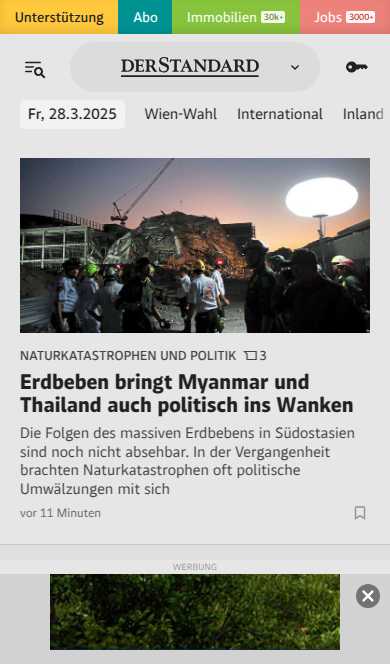 Unterstützung Abo Immobilien 30k+ Jobs 3000+
DERSTANDARD
Fr, 28.3.2025 Wien-Wahl International Inland
NATURKATASTROPHEN UND POLITIK 3
Erdbeben bringt Myanmar und
Thailand auch politisch ins Wanken
Die Folgen des massiven Erdbebens in Südostasien
sind noch nicht absehbar. In der Vergangenheit
brachten Naturkatastrophen oft politische
Umwälzungen mit sich
vor 11 Minuten
WERBUNG